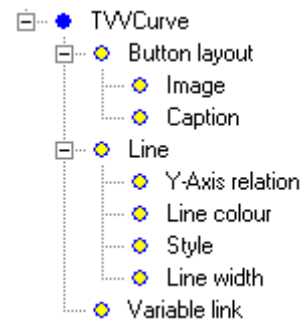 TVVCurve
Button layout
Image
Caption
Line
Y-Axis relation
Line colour
Style
Line width
Variable link